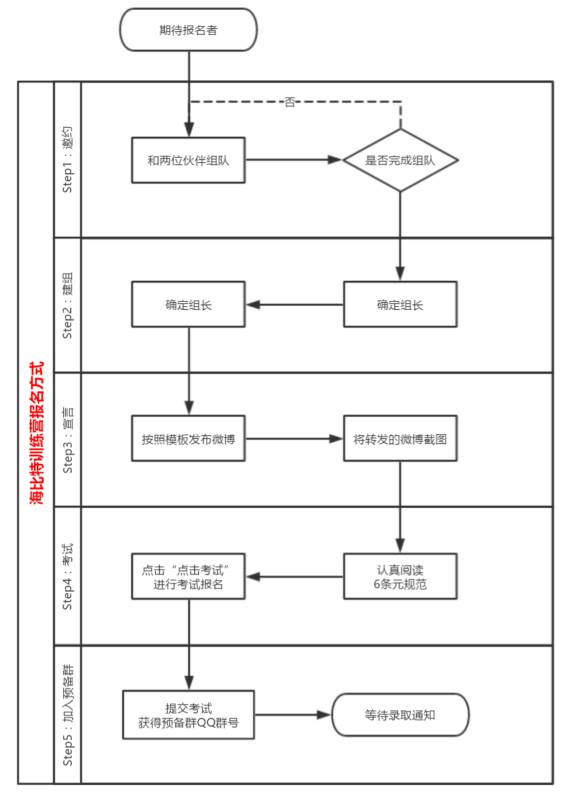 期待报名者
海比特训练营报名方式
Step1：邀约
否
和两位伙伴组队
是否完成组队
Step2：建组
确定组长
确定组长
Step3：宣言
按照模板发布微博
将转发的微博截图
Step4：考试
点击“点击考试”
进行考试报名
认真阅读
6条元规范
Step5：加入预备群
提交考试
获得预备群QQ群号
等待录取通知